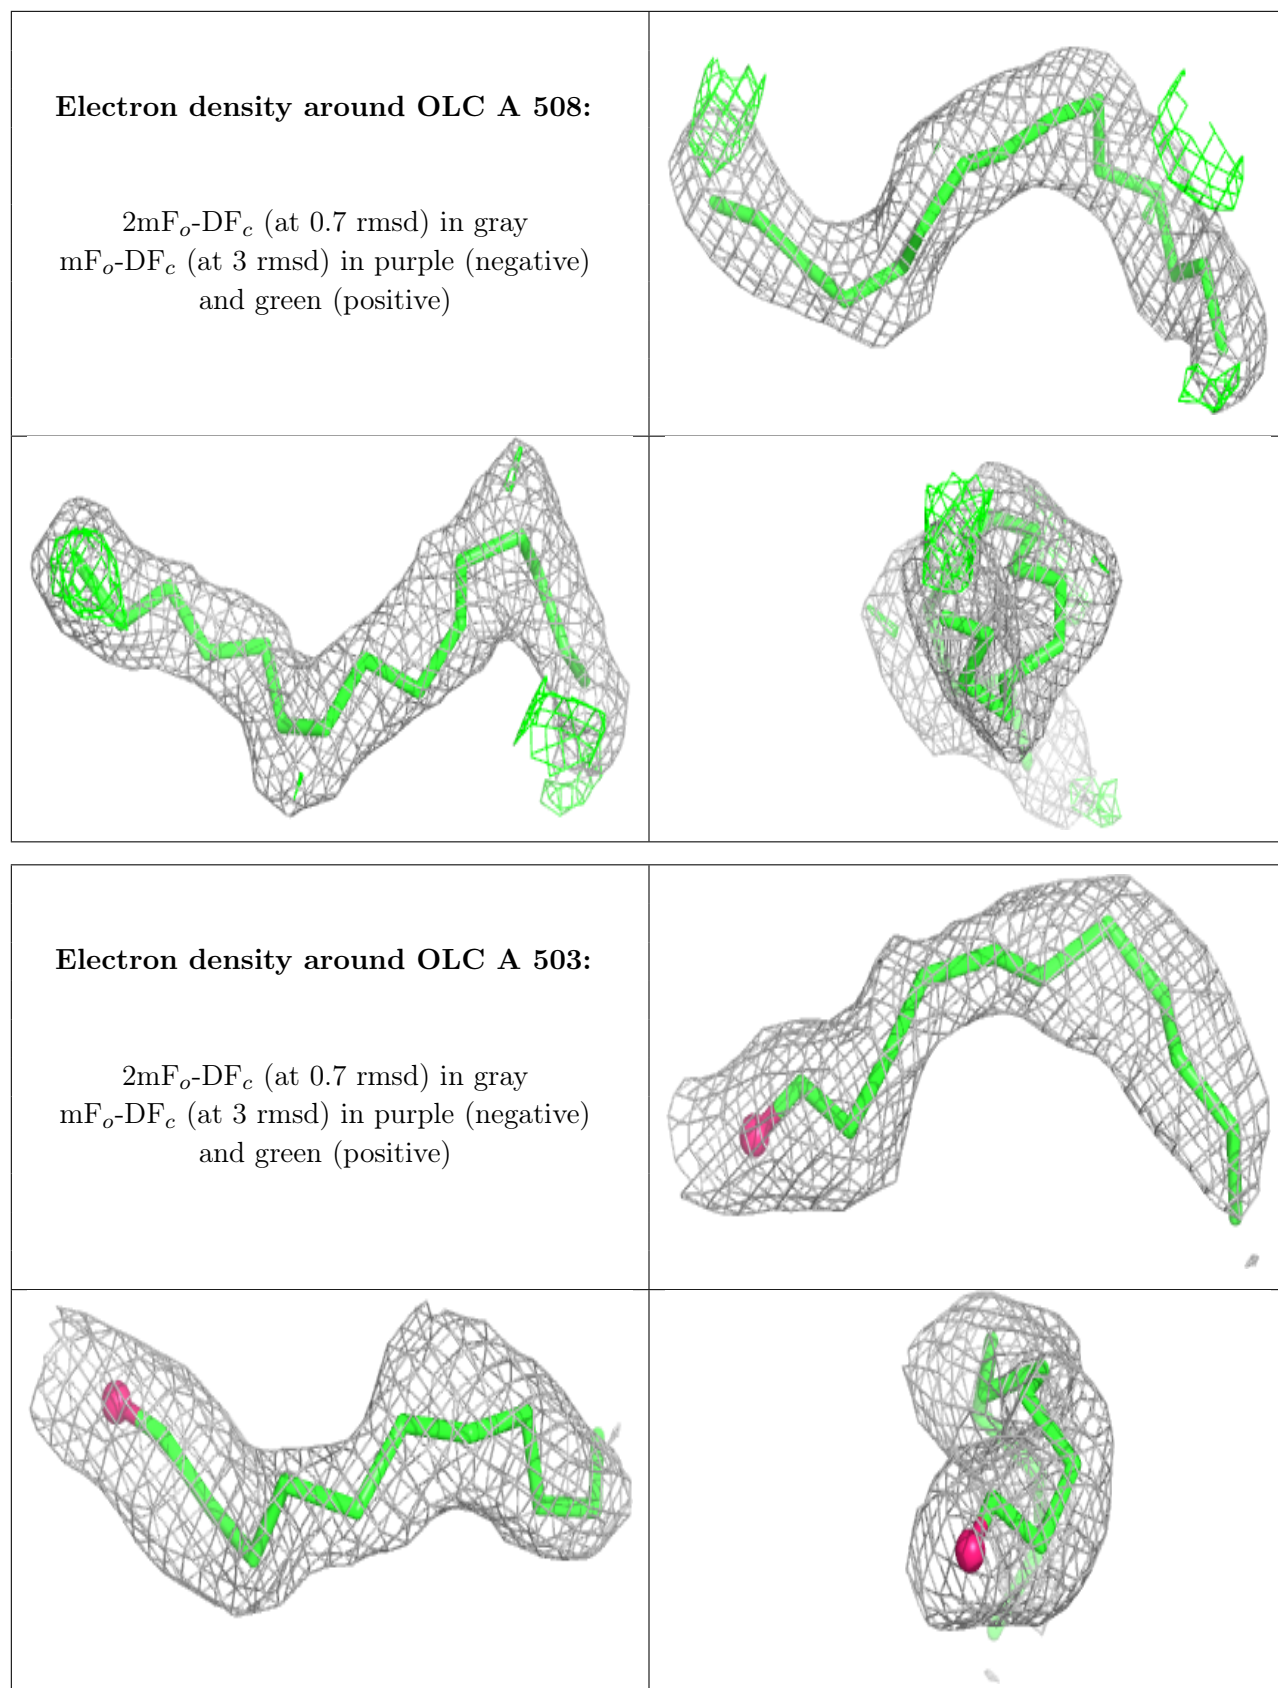 Electron density around OLC A 508:
2mFo-DFc (at 0.7 rmsd) in gray
mFo-DFc (at 3 rmsd) in purple (negative)
and green (positive)
Electron density around OLC A 503:
2mFo-DFc (at 0.7 rmsd) in gray
mFo-DFc (at 3 rmsd) in purple (negative)
and green (positive)